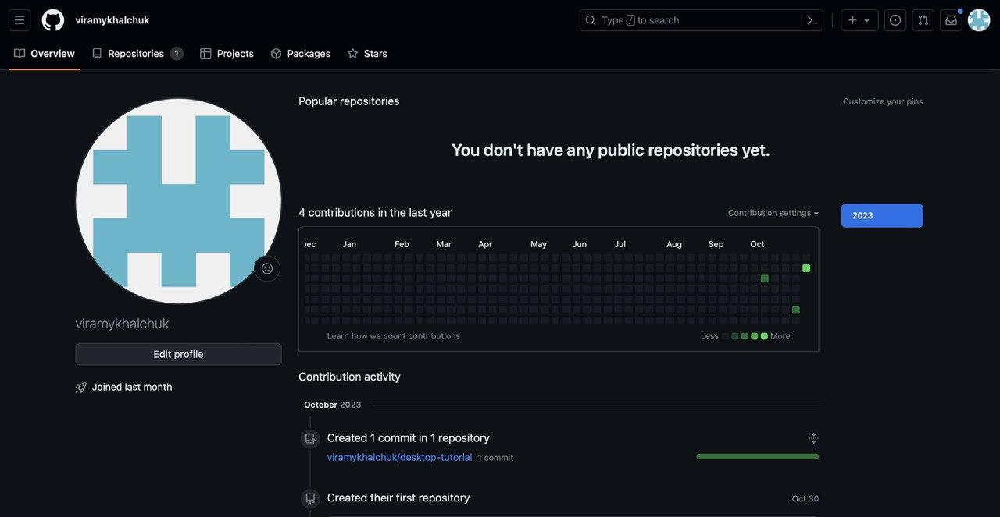 viramykhalchuk
Type / to search
Overview
Repositories 1
Projects
Packages
Stars
Popular repositories
Customize your pins
You don't have any public repositories yet.
4 contributions in the last year
Contribution settings
2023
Jan Feb Mar Apr May Jun Jul Aug Sep Oct
Learn how we count contributions
Less More
viramykhalchuk
Edit profile
Joined last month
Contribution activity
October 2023
Created 1 commit in 1 repository
viramykhalchuk/desktop-tutorial 1 commit
Created their first repository
Oct 30